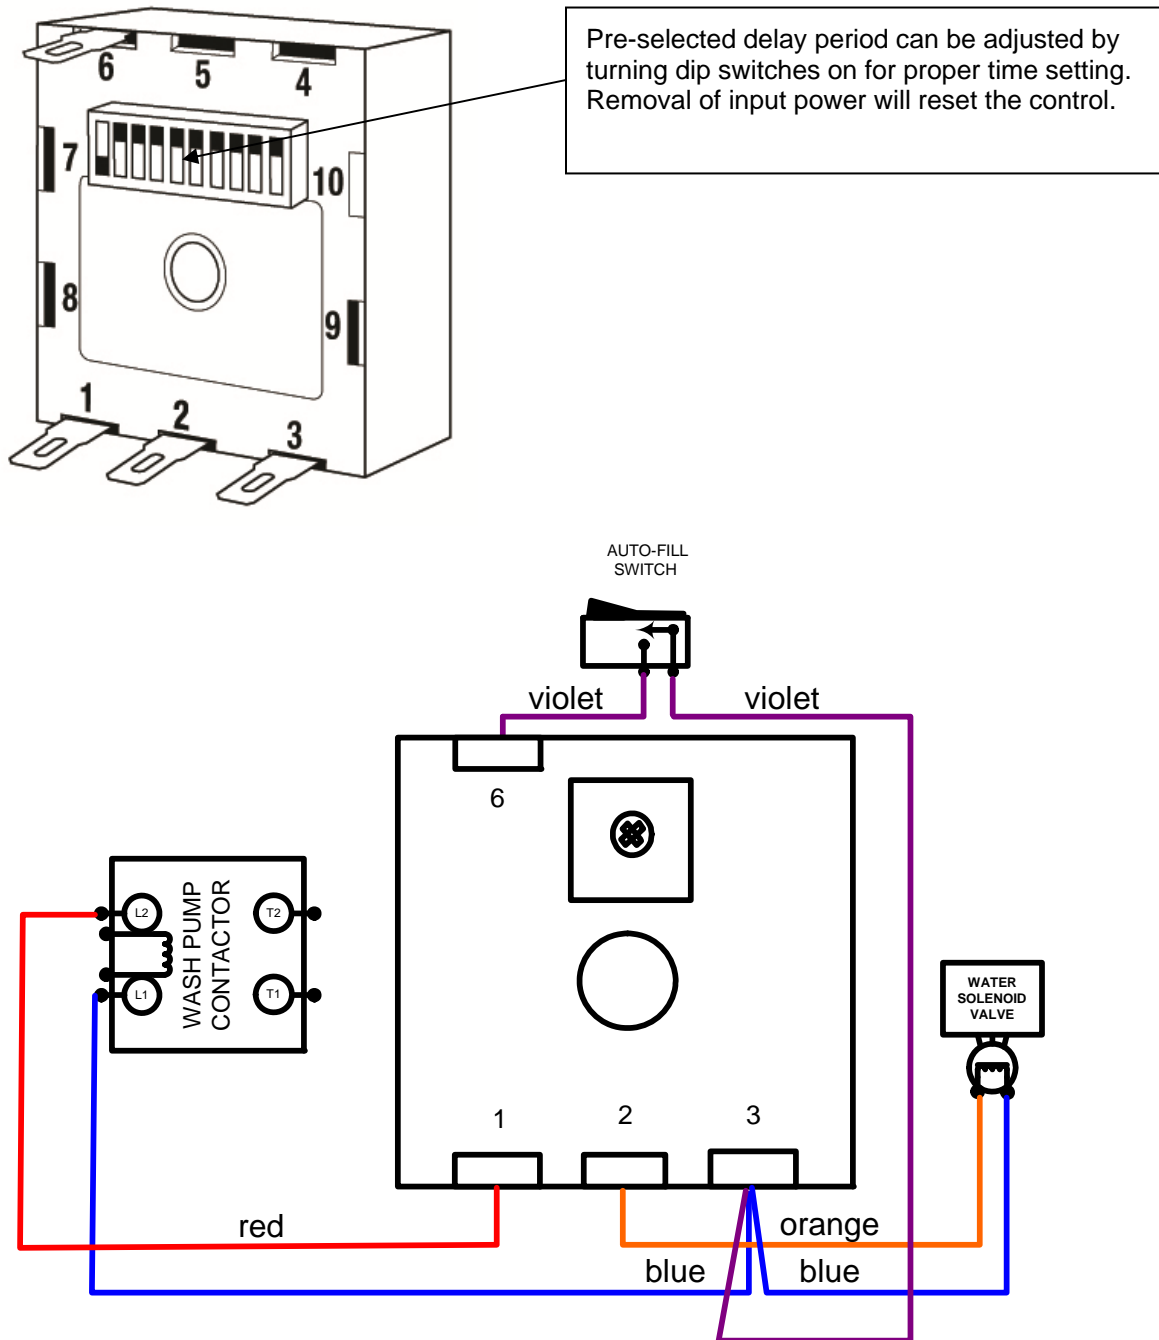 Pre-selected delay period can be adjusted by
turning dip switches on for proper time setting.
Removal of input power will reset the control.
6 5 4
7 10
8 9
1 2 3
AUTO-FILL
SWITCH
violet violet
6
WASH PUMP
CONTACTOR
L2 T2
L1 T1
WATER
SOLENOID
VALVE
1 2 3
red orange
blue blue